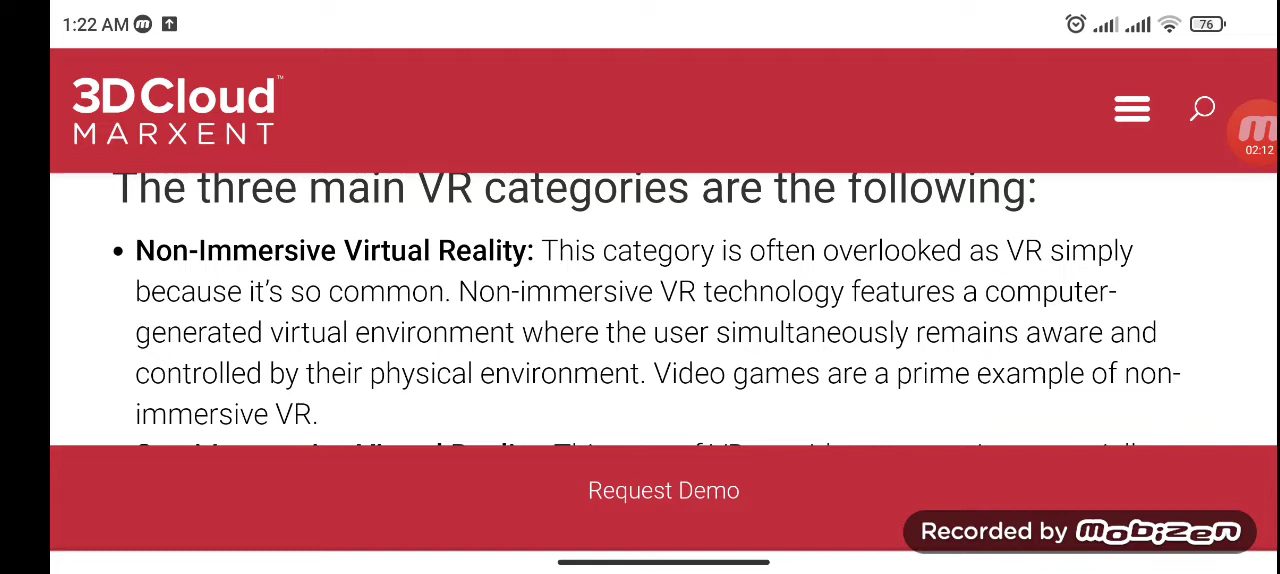 1:22 AM
76
3D Cloud™
MARXENT
02:12
The three main VR categories are the following:
• Non-Immersive Virtual Reality: This category is often overlooked as VR simply
because it's so common. Non-immersive VR technology features a computer-
generated virtual environment where the user simultaneously remains aware and
controlled by their physical environment. Video games are a prime example of non-
immersive VR.
Request Demo
Recorded by mobizen